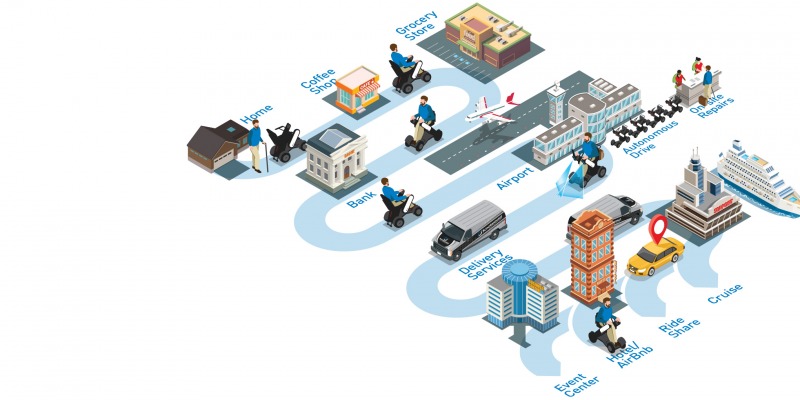 Grocery
Store
Coffee
Shop
Home
Bank
Airport
Autonomous
Drive
Repairs
Delivery
Services
Cruise
Ride
Share
Hotel/
AirBnb
Event
Center